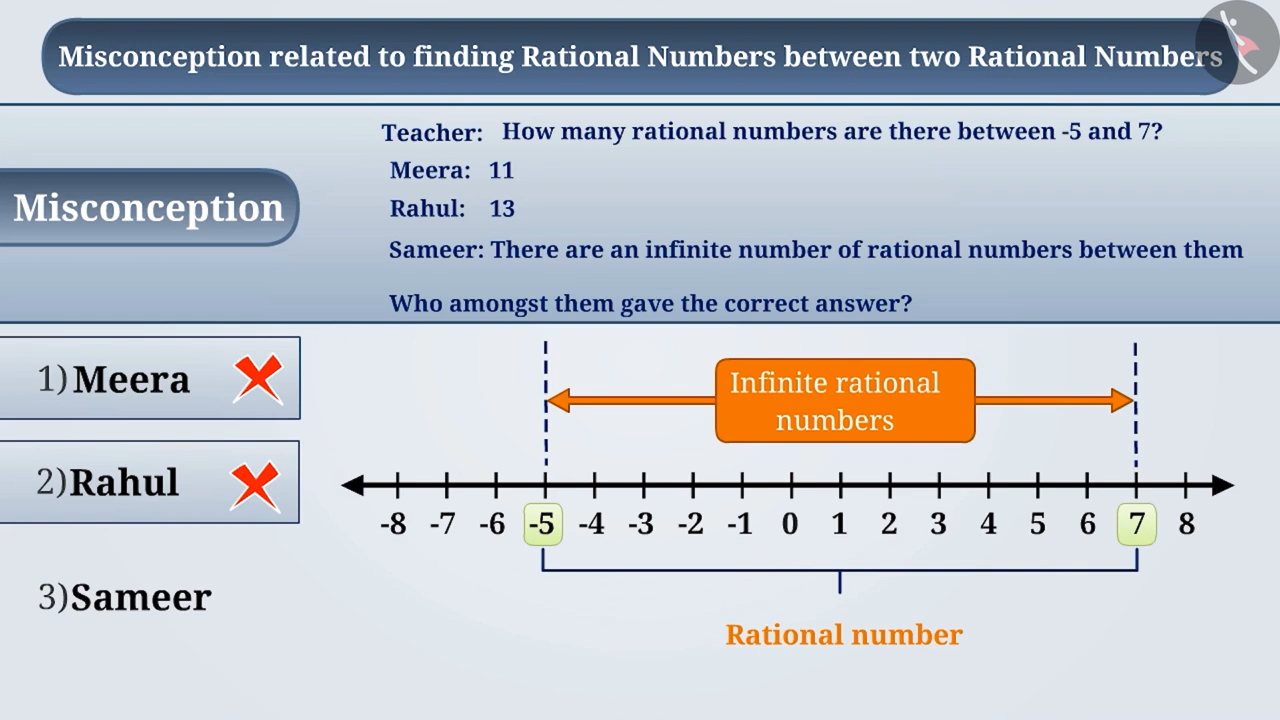 Misconception related to finding Rational Numbers between two Rational Numbers
Teacher: How many rational numbers are there between -5 and 7?
Meera: 11
Rahul: 13
Sameer: There are an infinite number of rational numbers between them
Who amongst them gave the correct answer?
Misconception
1) Meera
2) Rahul
3) Sameer
Infinite rational
numbers
-8 -7 -6 -5 -4 -3 -2 -1 0 1 2 3 4 5 6 7 8
Rational number